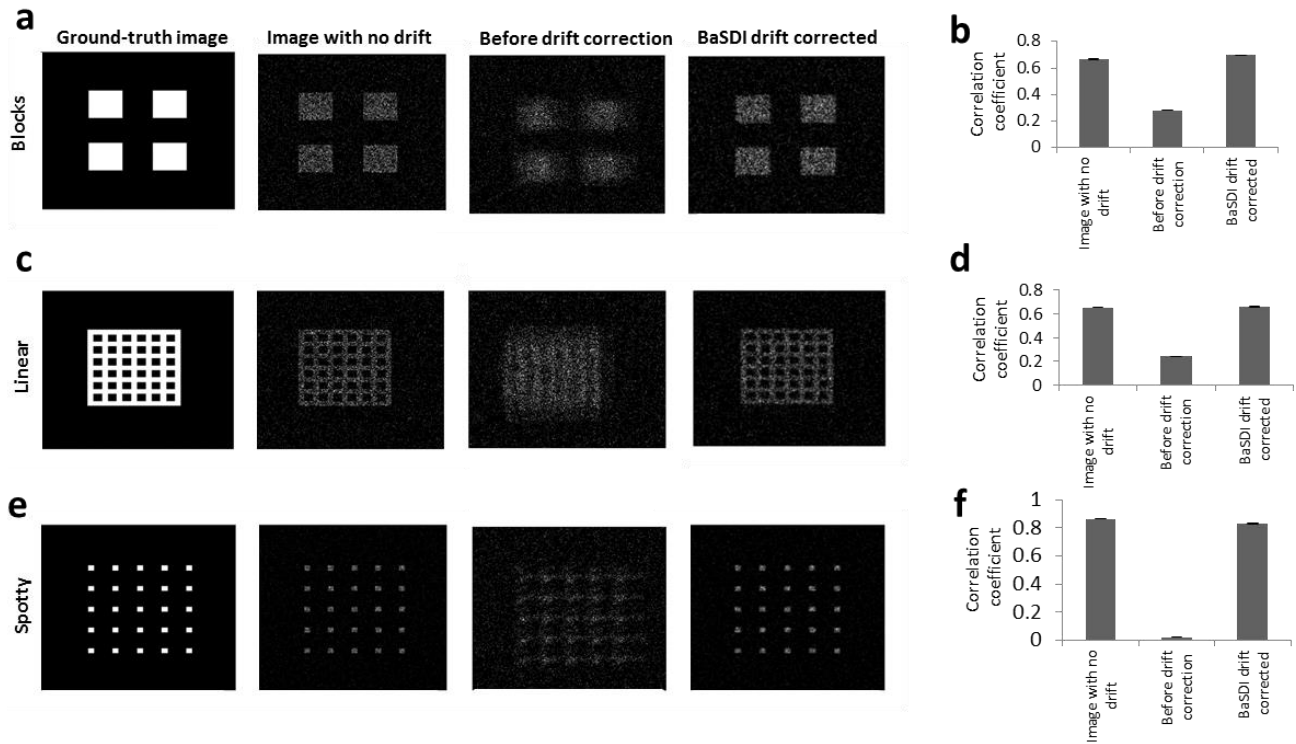 a
Ground-truth image
Image with no drift
Before drift correction
BaSDI drift corrected
Blocks
b
Correlation
coefficient
0.8
0.6
0.4
0.2
0
Image with no
drift
Before drift
correction
BaSDI drift
corrected
c
Linear
d
Correlation
coefficient
0.8
0.6
0.4
0.2
0
Image with no
drift
Before drift
correction
BaSDI drift
corrected
e
Spotty
f
Correlation
coefficient
1
0.8
0.6
0.4
0.2
0
Image with no
drift
Before drift
correction
BaSDI drift
corrected